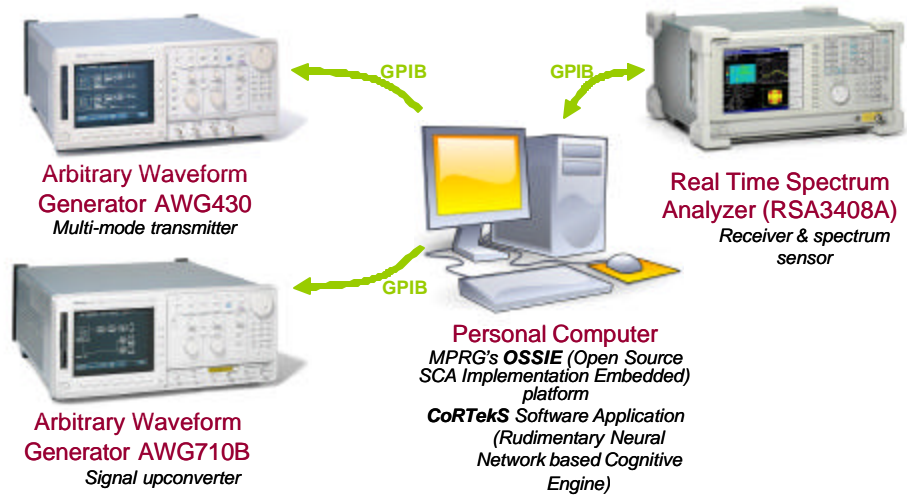 GPIB
GPIB
Arbitrary Waveform
Generator AWG430
Multi-mode transmitter
Real Time Spectrum
Analyzer (RSA3408A)
Receiver & spectrum
sensor
GPIB
Personal Computer
MPRG's OSSIE (Open Source
SCA Implementation Embedded)
platform
CoRTekS Software Application
(Rudimentary Neural
Network based Cognitive
Engine)
Arbitrary Waveform
Generator AWG710B
Signal upconverter